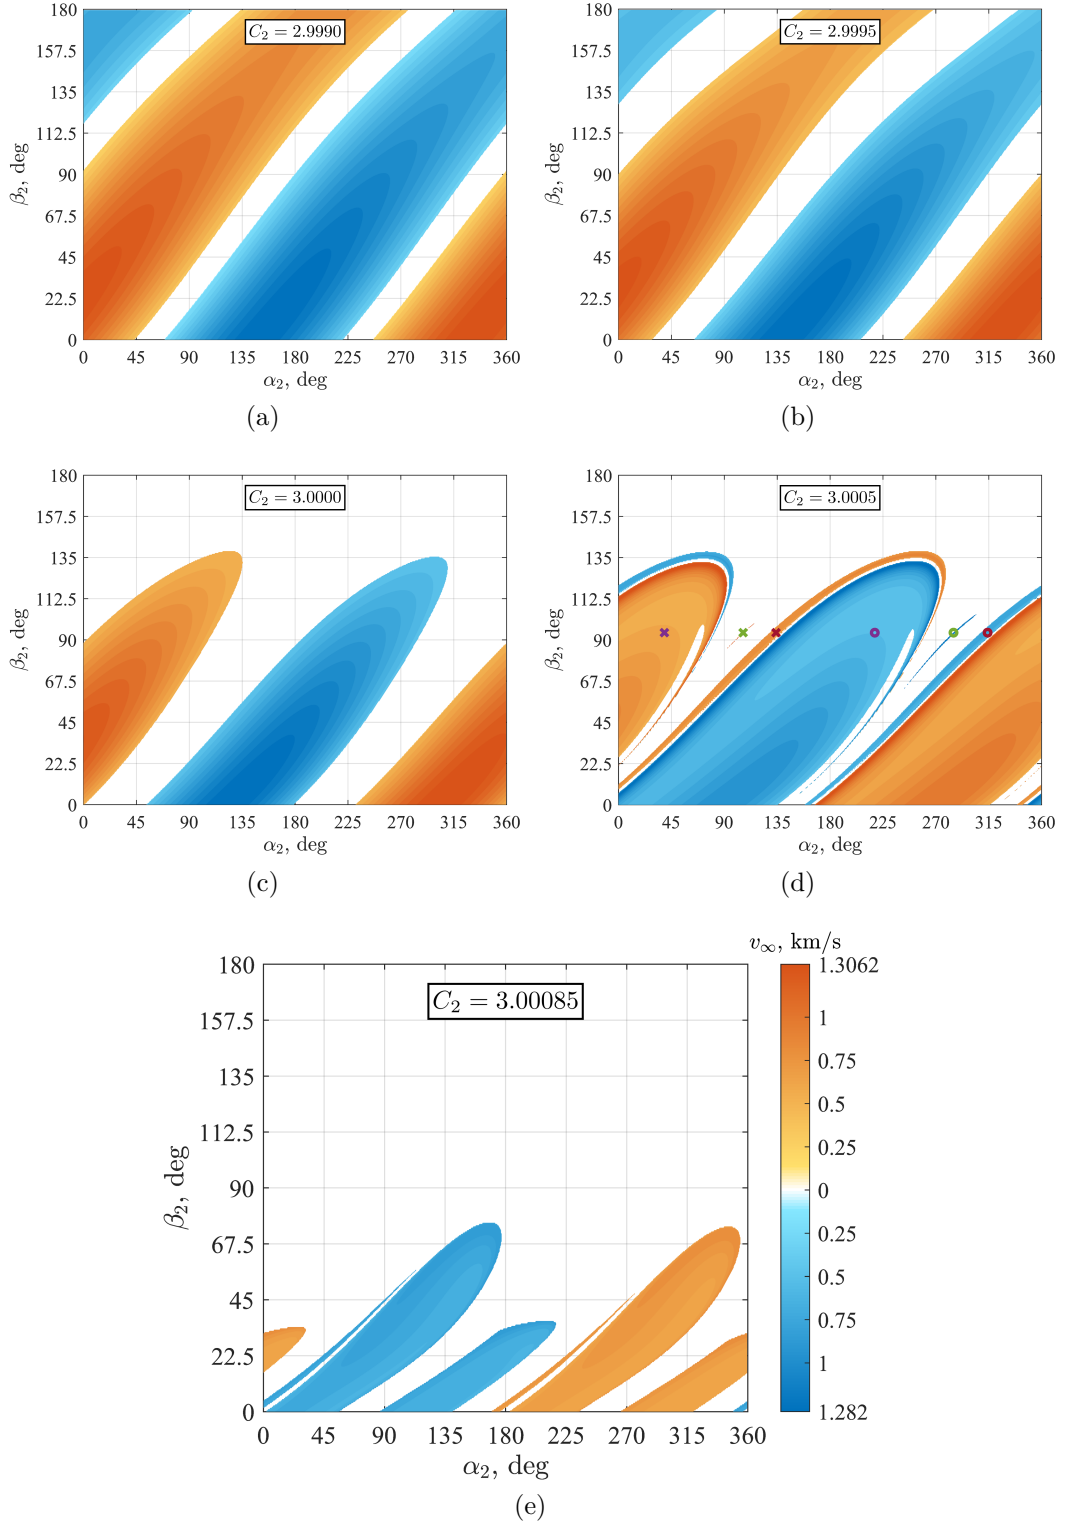 C₂ = 2.9990
180
157.5
135
112.5
90
67.5
45
22.5
0
β₂, deg
0 45 90 135 180 225 270 315 360
α₂, deg
(a)
C₂ = 2.9995
180
157.5
135
112.5
90
67.5
45
22.5
0
β₂, deg
0 45 90 135 180 225 270 315 360
α₂, deg
(b)
C₂ = 3.0000
180
157.5
135
112.5
90
67.5
45
22.5
0
β₂, deg
0 45 90 135 180 225 270 315 360
α₂, deg
(c)
C₂ = 3.0005
180
157.5
135
112.5
90
67.5
45
22.5
0
β₂, deg
0 45 90 135 180 225 270 315 360
α₂, deg
(d)
C₂ = 3.00085
180
157.5
135
112.5
90
67.5
45
22.5
0
β₂, deg
0 45 90 135 180 225 270 315 360
α₂, deg
v∞, km/s
1.3062
1
0.75
0.5
0.25
0
0.25
0.5
0.75
1
1.282
(e)